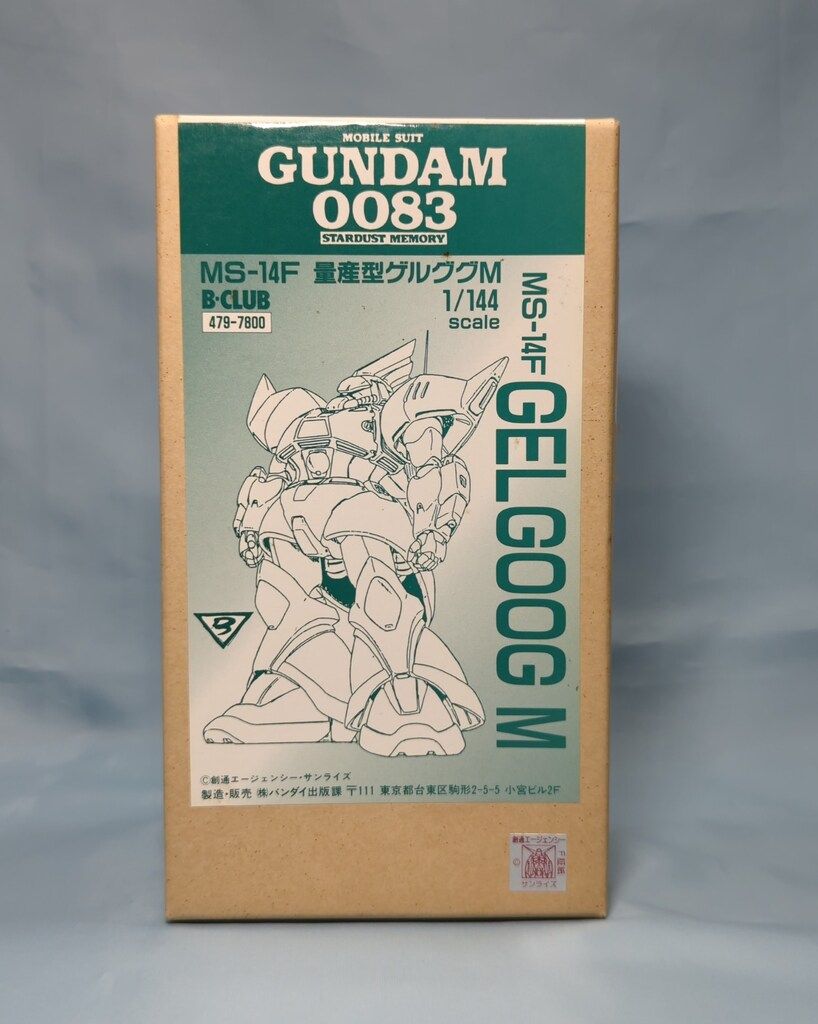 MOBILE SUIT
GUNDAM
0083
STARDUST MEMORY
MS-14F 量産型ゲルググM
B-CLUB
479-7800
1/144
scale
MS-14F GELGOOG M
©創通エージェンシー・サンライズ
製造・販売 ㈱バンダイ出版課 〒111 東京都台東区駒形2-5-5 小宮ビル2F
創通エージェンシー
©
サンライズ